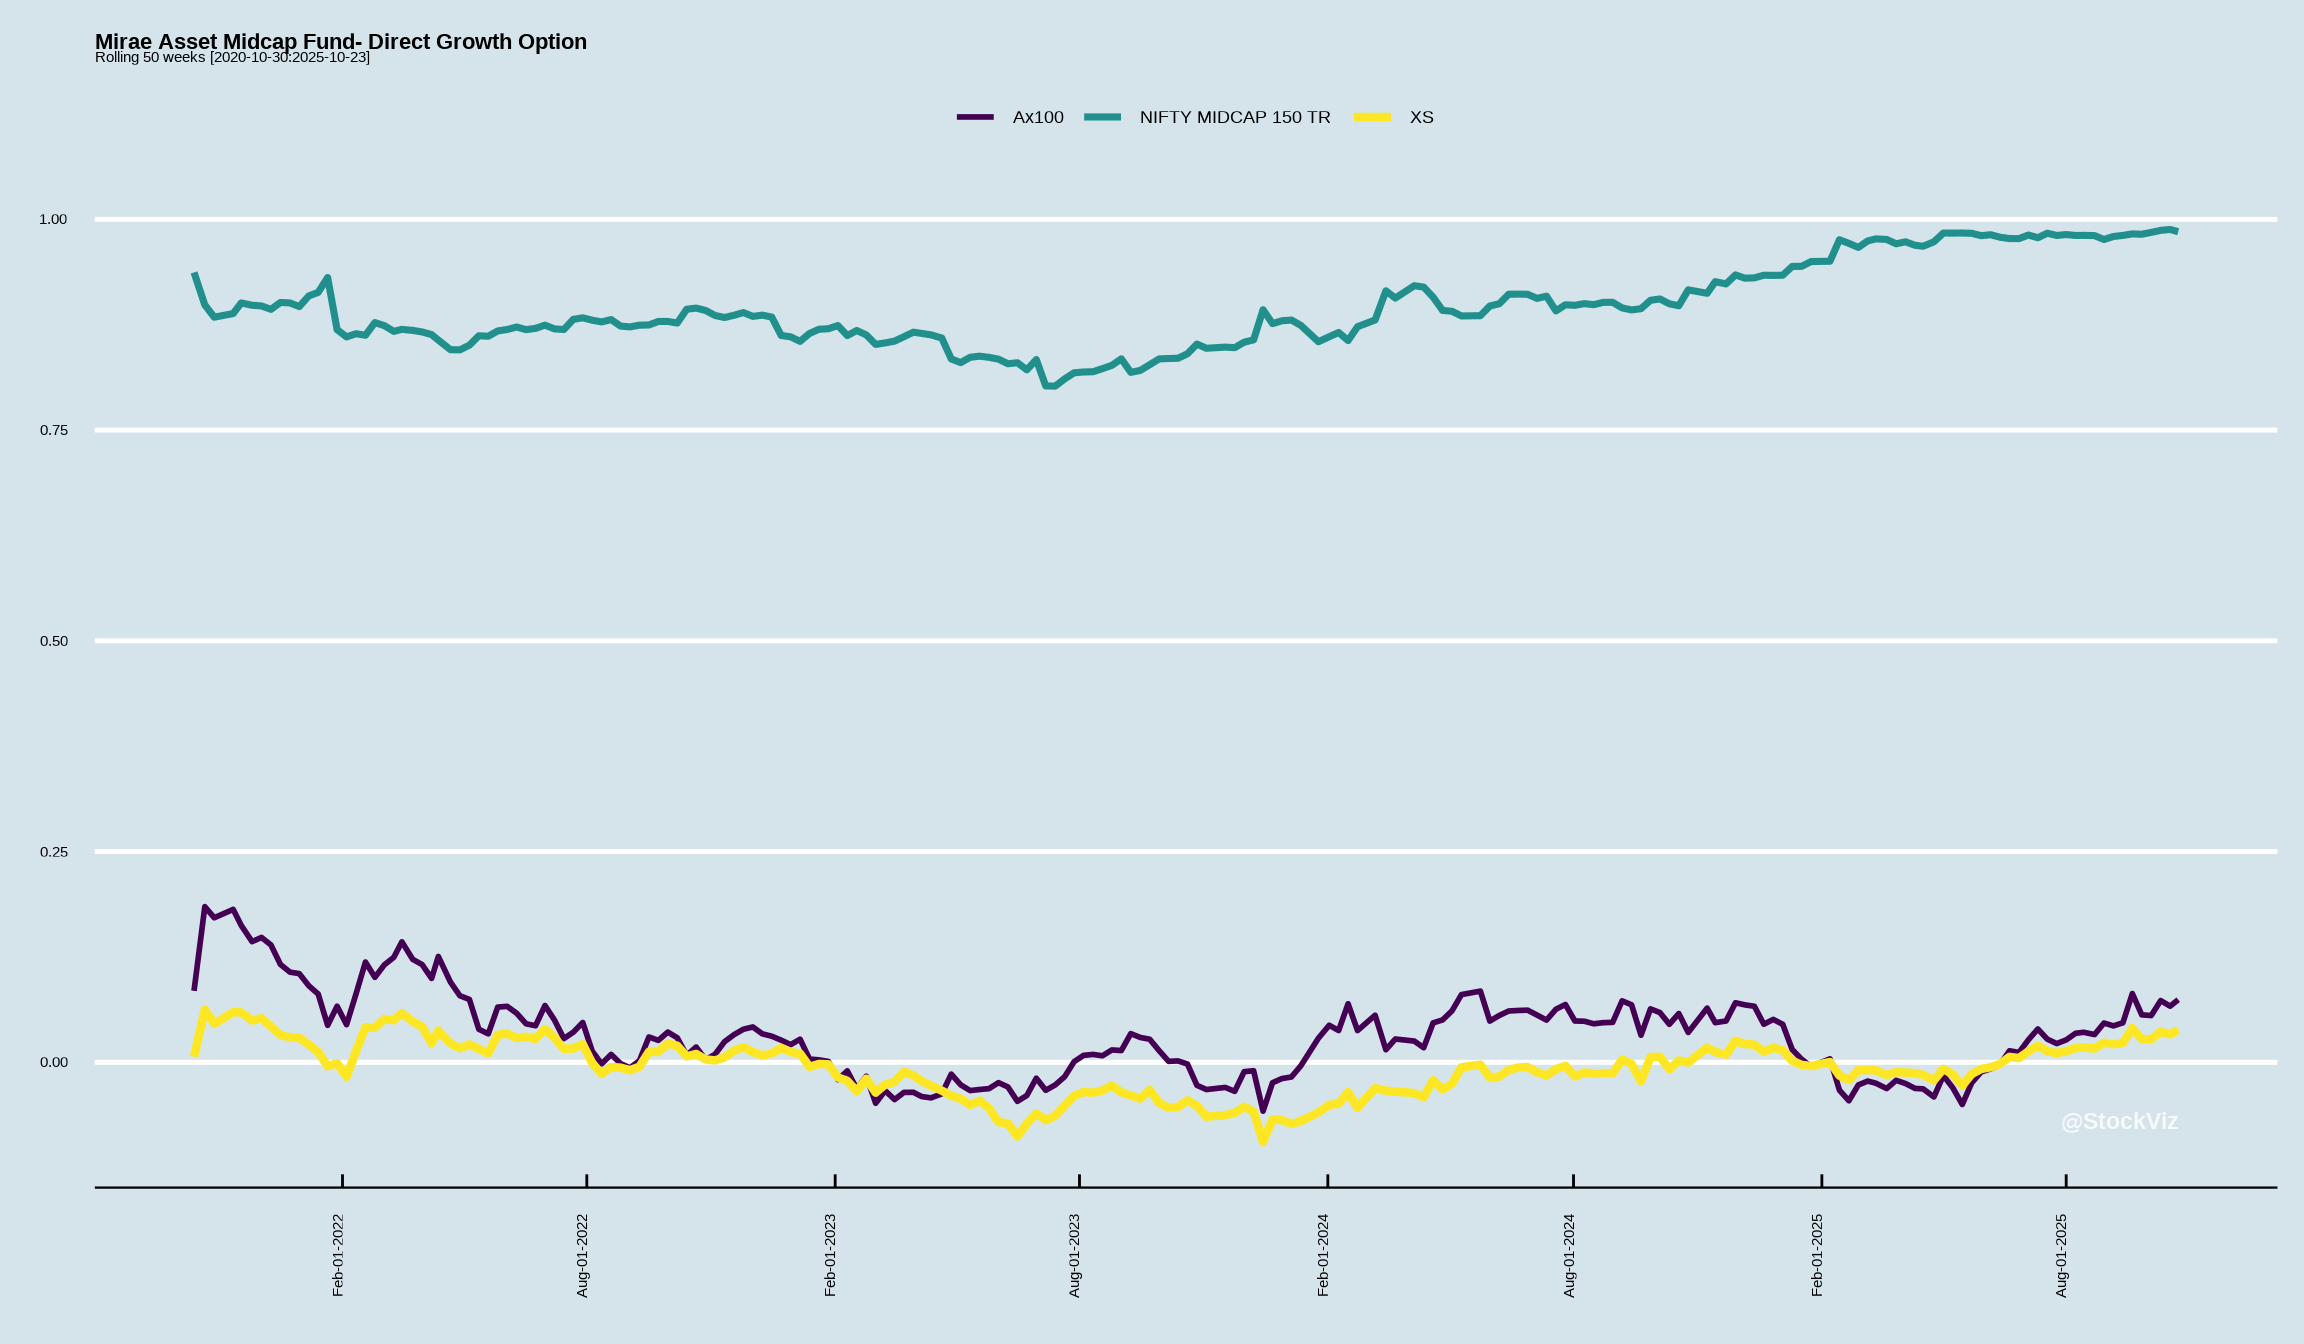 Mirae Asset Midcap Fund- Direct Growth Option
Rolling 50 weeks [2020-10-30:2025-10-23]
Ax100 NIFTY MIDCAP 150 TR XS
1.00
0.75
0.50
0.25
0.00
@StockViz
Feb-01-2022
Aug-01-2022
Feb-01-2023
Aug-01-2023
Feb-01-2024
Aug-01-2024
Feb-01-2025
Aug-01-2025